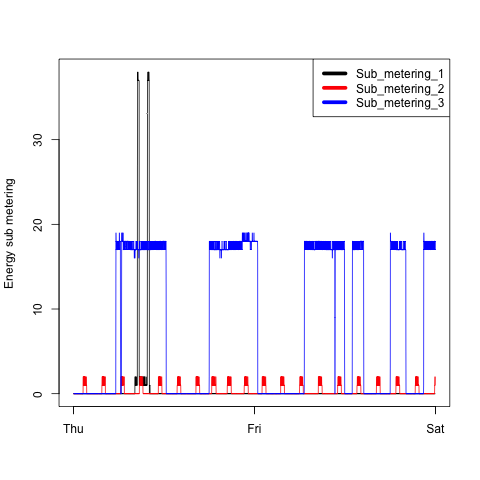 Sub_metering_1
Sub_metering_2
Sub_metering_3
Energy sub metering
30
20
10
0
Thu
Fri
Sat